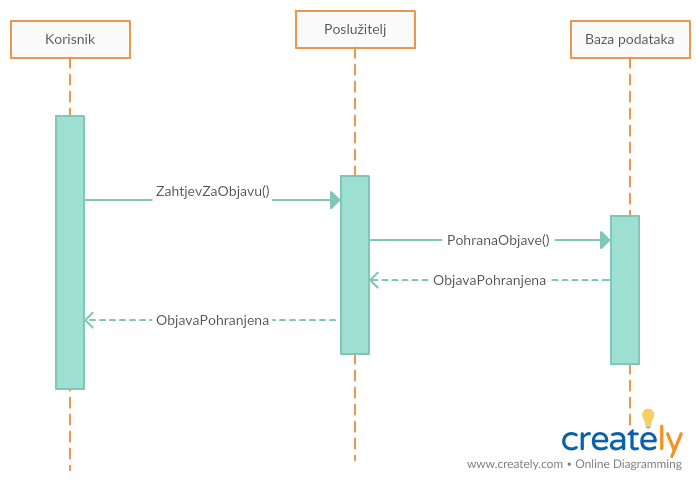 Korisnik
Poslužitelj
Baza podataka
ZahtjevZaObjavu()
PohranaObjave()
ObjavaPohranjena
ObjavaPohranjena
creately
www.creately.com • Online Diagramming